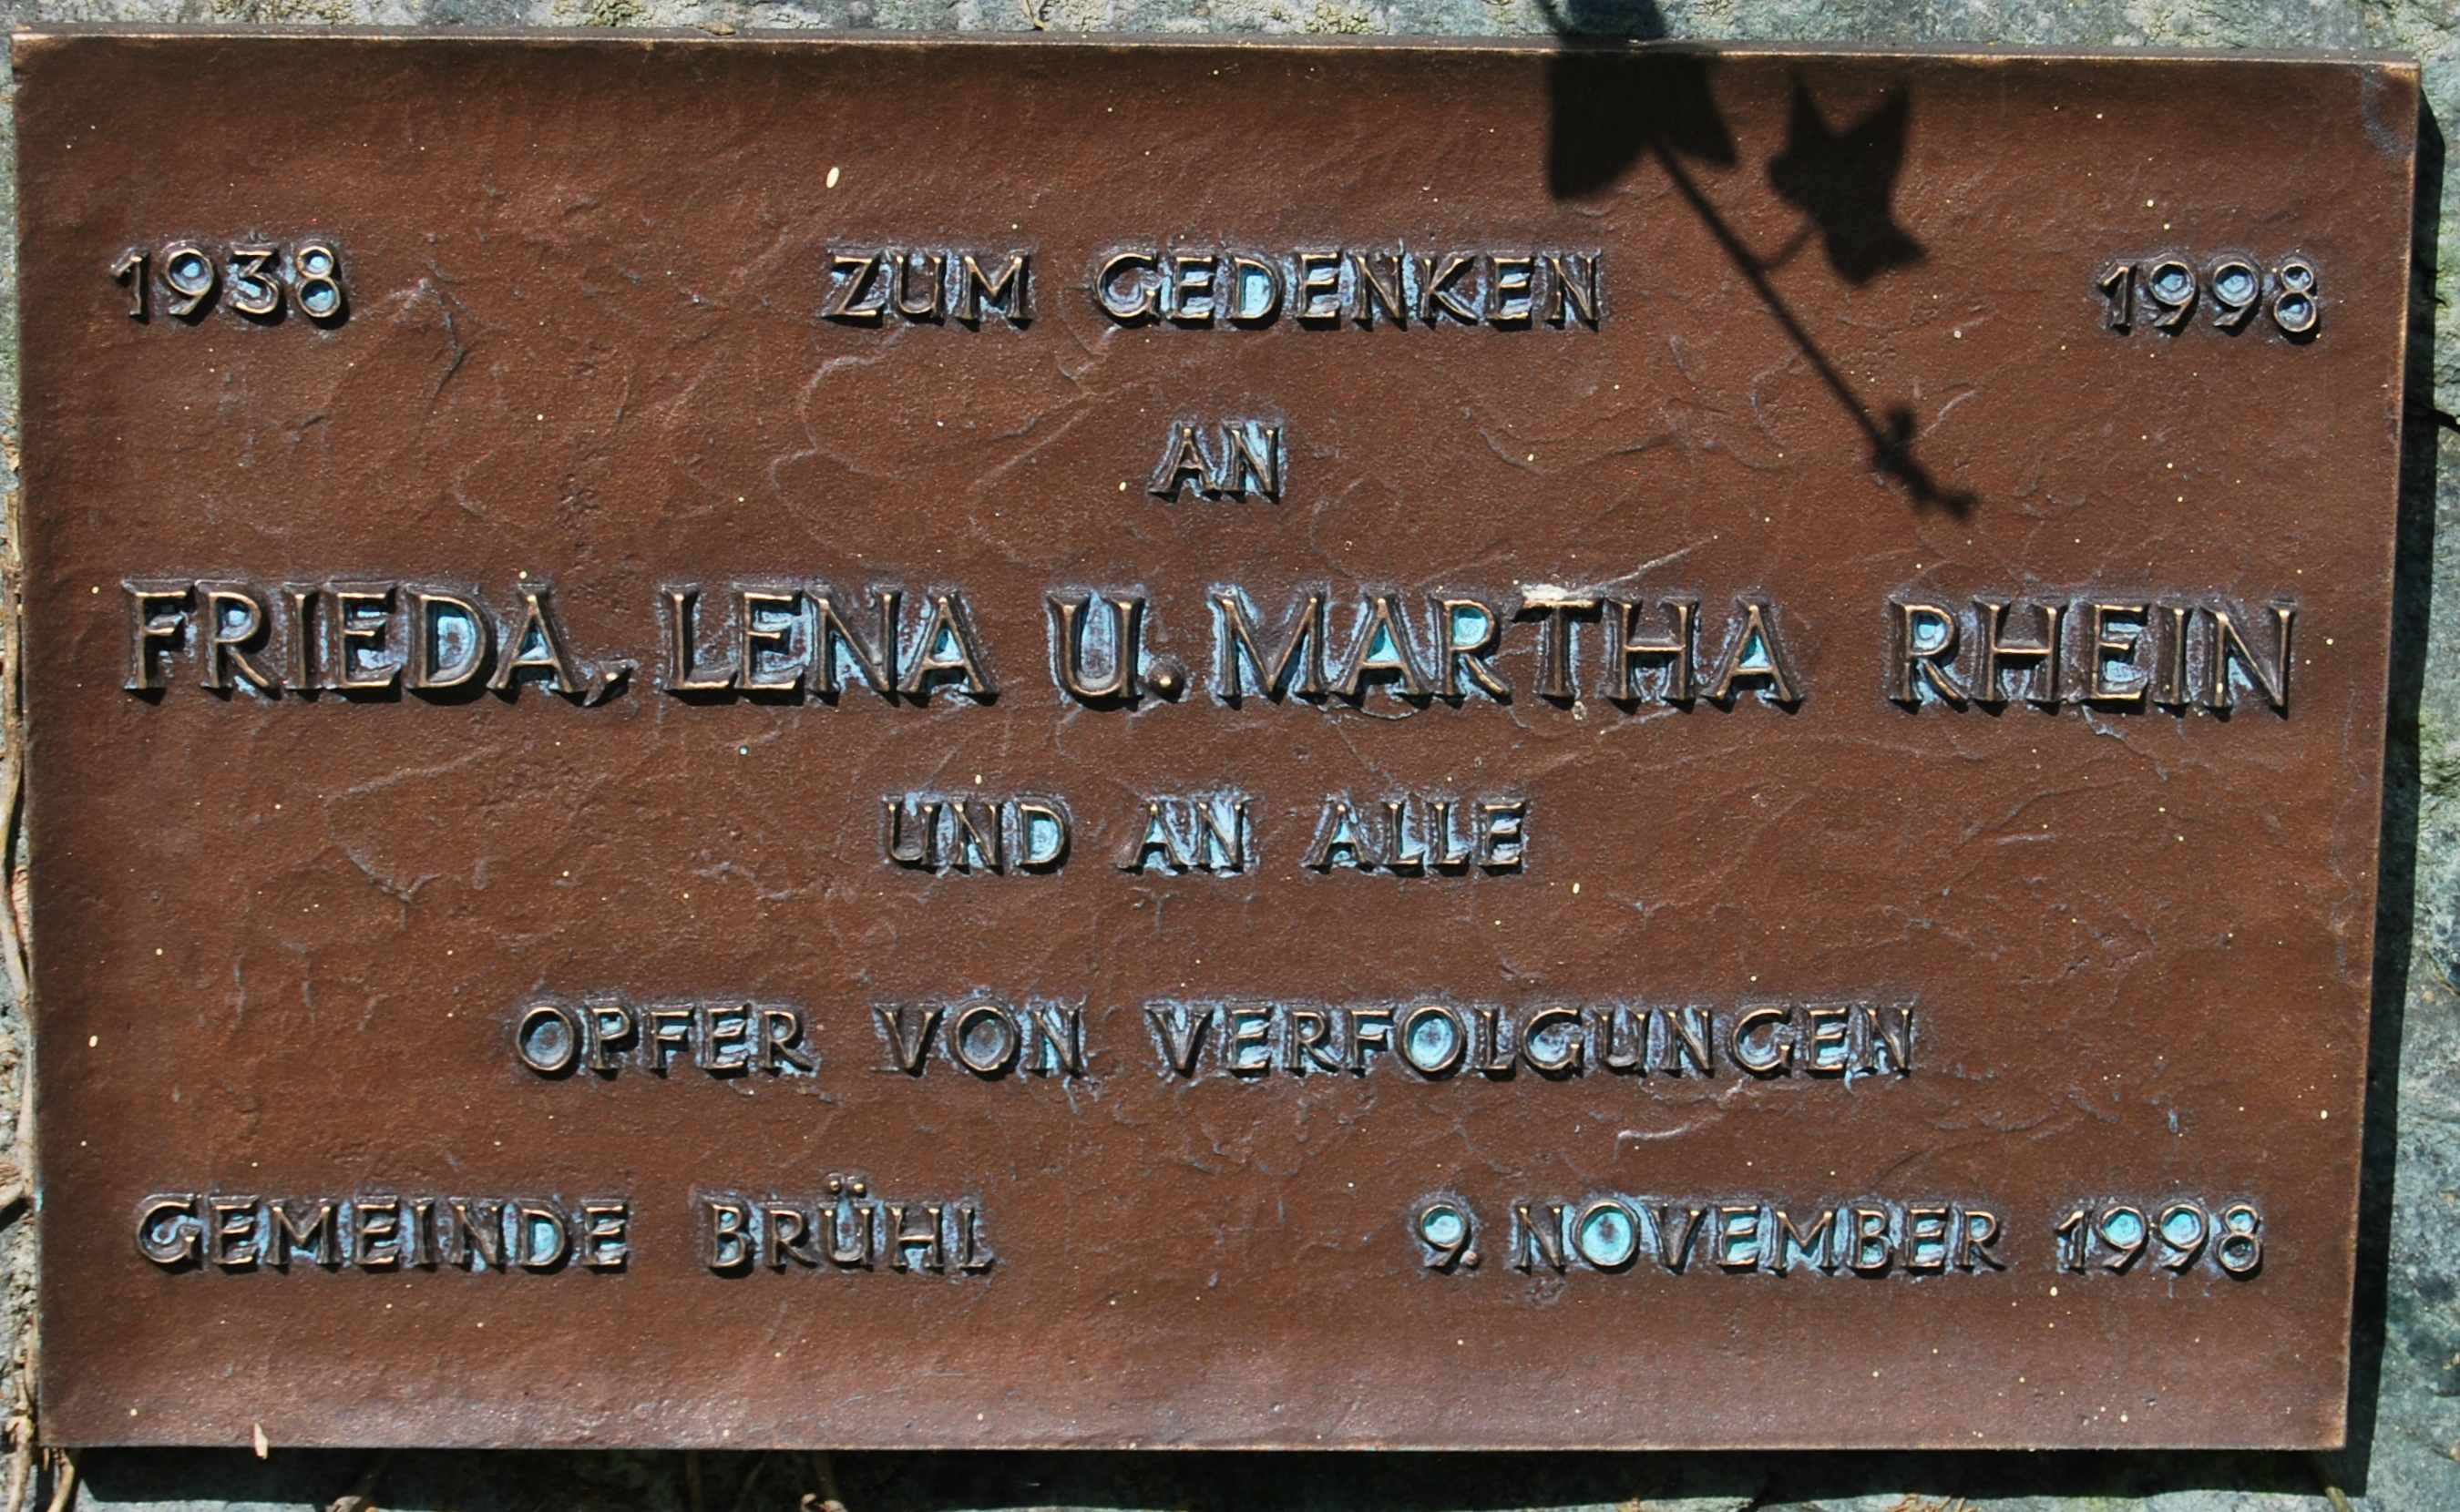 1938 ZUM GEDENKEN 1998
AN
FRIEDA, LENA U. MARTHA RHEIN
UND AN ALLE
OPFER VON VERFOLGUNGEN
GEMEINDE BRÜHL 9. NOVEMBER 1998